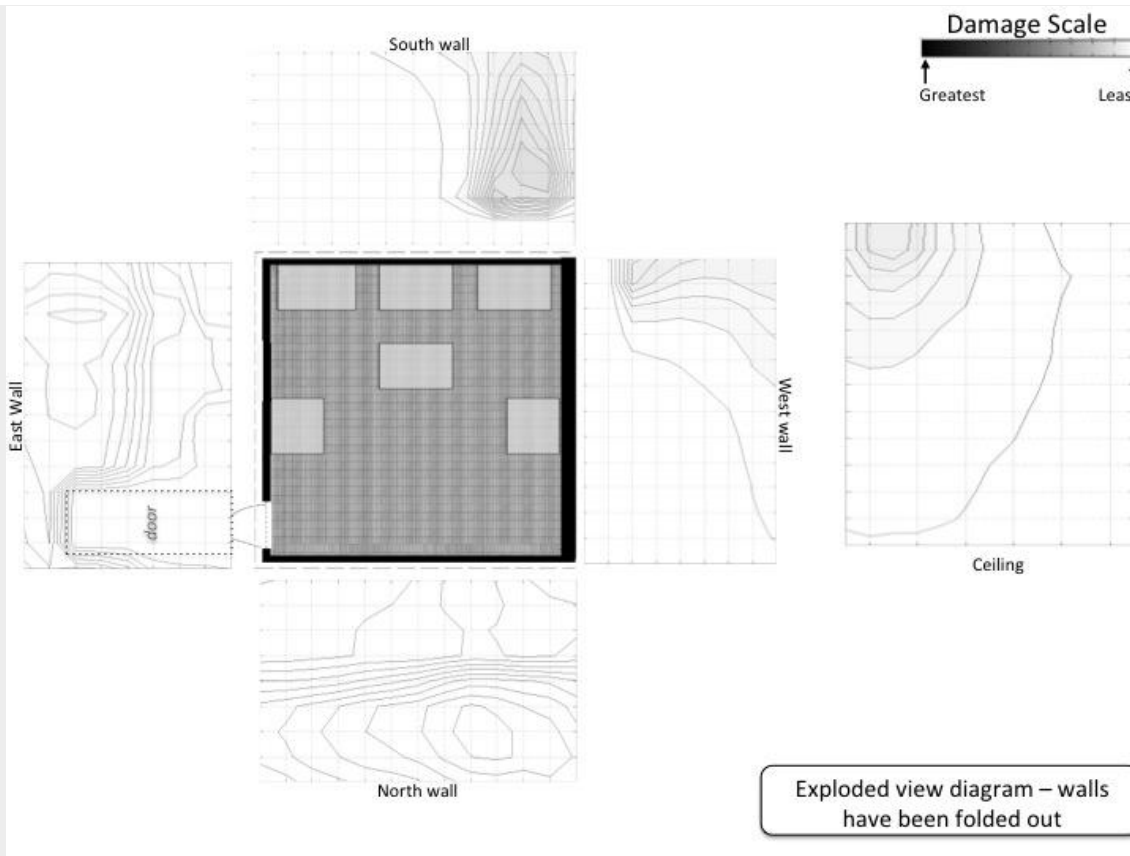 Damage Scale
Greatest
Leas
South wall
East Wall
door
West wall
Ceiling
North wall
Exploded view diagram – walls
have been folded out